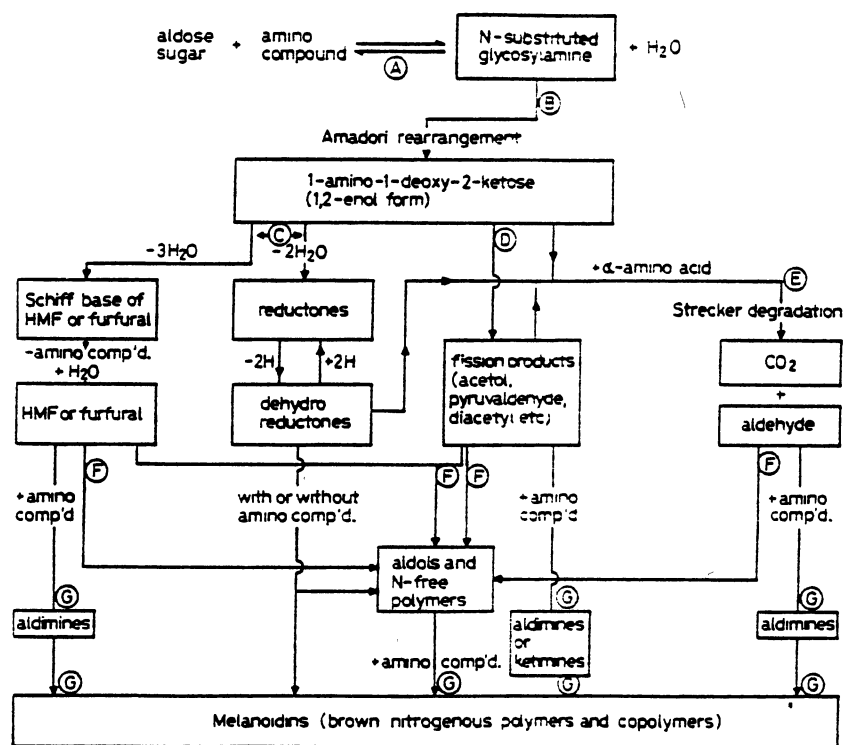 aldose sugar + amino compound
Ⓐ
N-substituted
glycosylamine
+ H₂O
Ⓑ
Amadori rearrangement
1-amino-1-deoxy-2-ketose
(1,2-enol form)
Ⓒ
-3H₂O
-2H₂O
Ⓓ
+α-amino acid
Ⓔ
Strecker degradation
Schiff base of
HMF or furfural
reductones
-amino comp'd.
+ H₂O
-2H
+2H
fission products
(acetol,
pyruvaldenyde,
diacetyl etc)
CO₂
+
aldehyde
HMF or furfural
dehydro
reductones
Ⓕ
Ⓕ
Ⓕ
Ⓕ
+ amino
comp'd
with or without
amino comp'd.
+ amino
comp'd
+ amino
comp'd.
aldols and
N-free
polymers
Ⓖ
aldimines
Ⓖ
aldimines
or
ketimines
Ⓖ
aldimines
+ amino comp'd.
Ⓖ
Ⓖ
Ⓖ
Ⓖ
Melanoidins (brown nitrogenous polymers and copolymers)